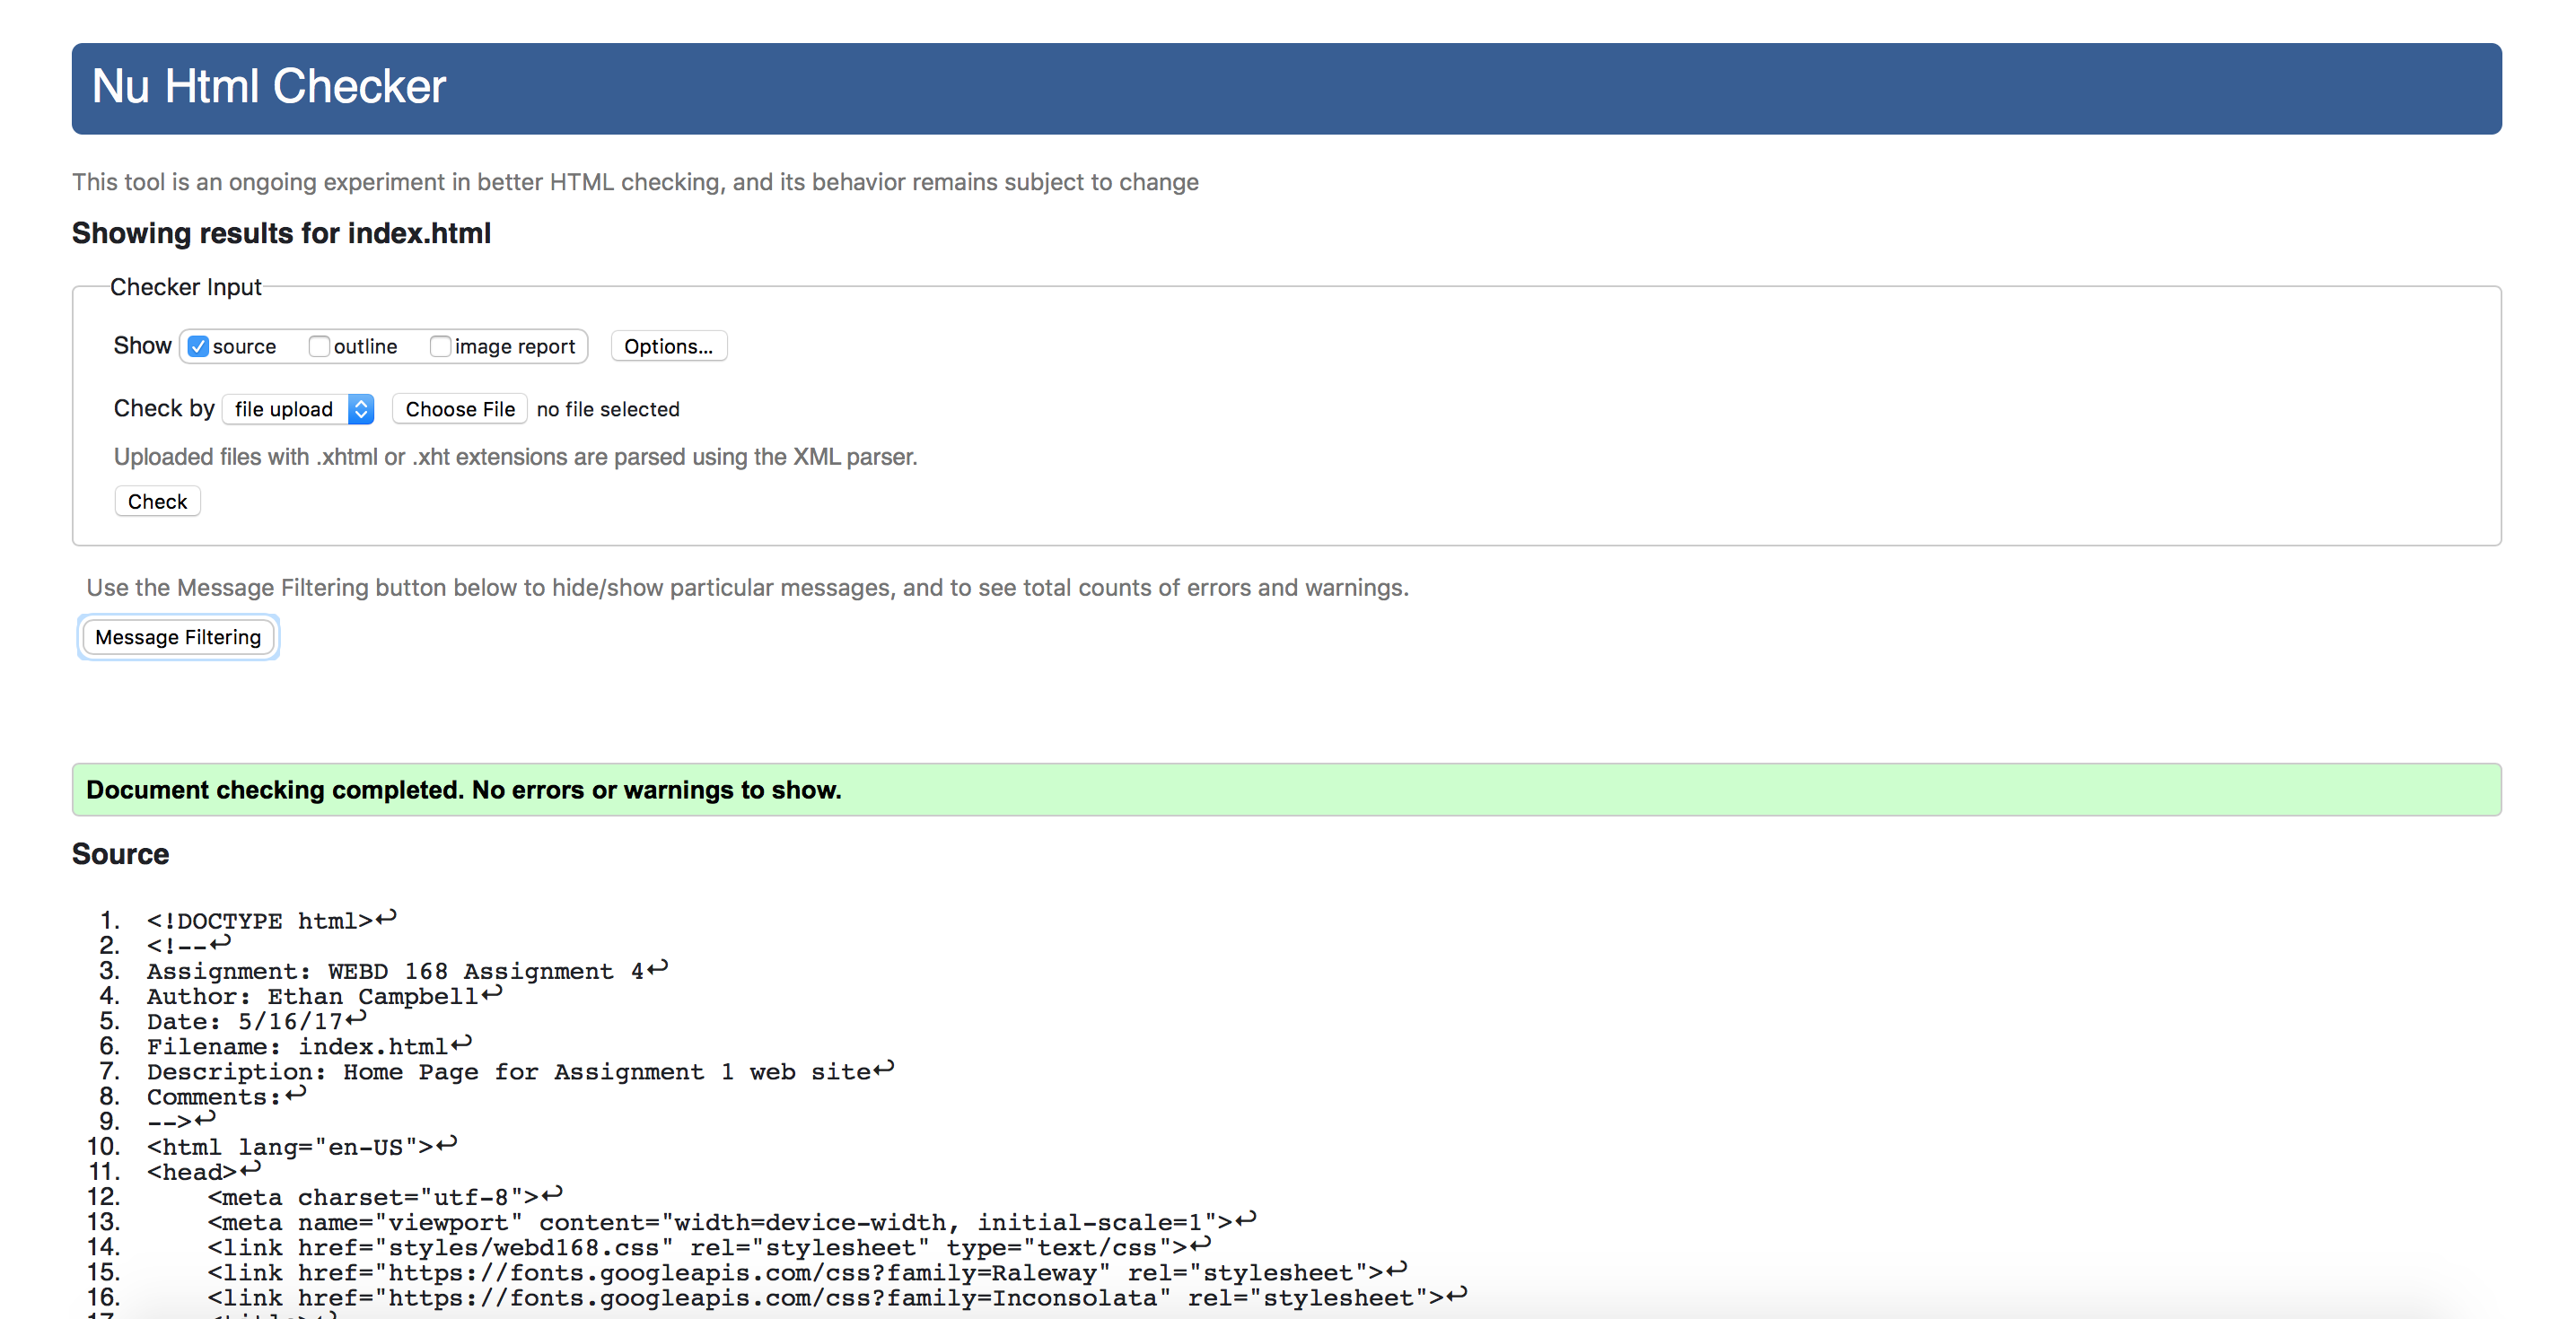 Nu Html Checker
This tool is an ongoing experiment in better HTML checking, and its behavior remains subject to change
Showing results for index.html
Checker Input
Show source outline image report Options...
Check by file upload Choose File no file selected
Uploaded files with .xhtml or .xht extensions are parsed using the XML parser.
Check
Use the Message Filtering button below to hide/show particular messages, and to see total counts of errors and warnings.
Message Filtering
Document checking completed. No errors or warnings to show.
Source
1. <!DOCTYPE html>↩
2. <!--↩
3. Assignment: WEBD 168 Assignment 4↩
4. Author: Ethan Campbell↩
5. Date: 5/16/17↩
6. Filename: index.html↩
7. Description: Home Page for Assignment 1 web site↩
8. Comments:↩
9. -->↩
10. <html lang="en-US">↩
11. <head>↩
12. <meta charset="utf-8">↩
13. <meta name="viewport" content="width=device-width, initial-scale=1">↩
14. <link href="styles/webd168.css" rel="stylesheet" type="text/css">↩
15. <link href="https://fonts.googleapis.com/css?family=Raleway" rel="stylesheet">↩
16. <link href="https://fonts.googleapis.com/css?family=Inconsolata" rel="stylesheet">↩